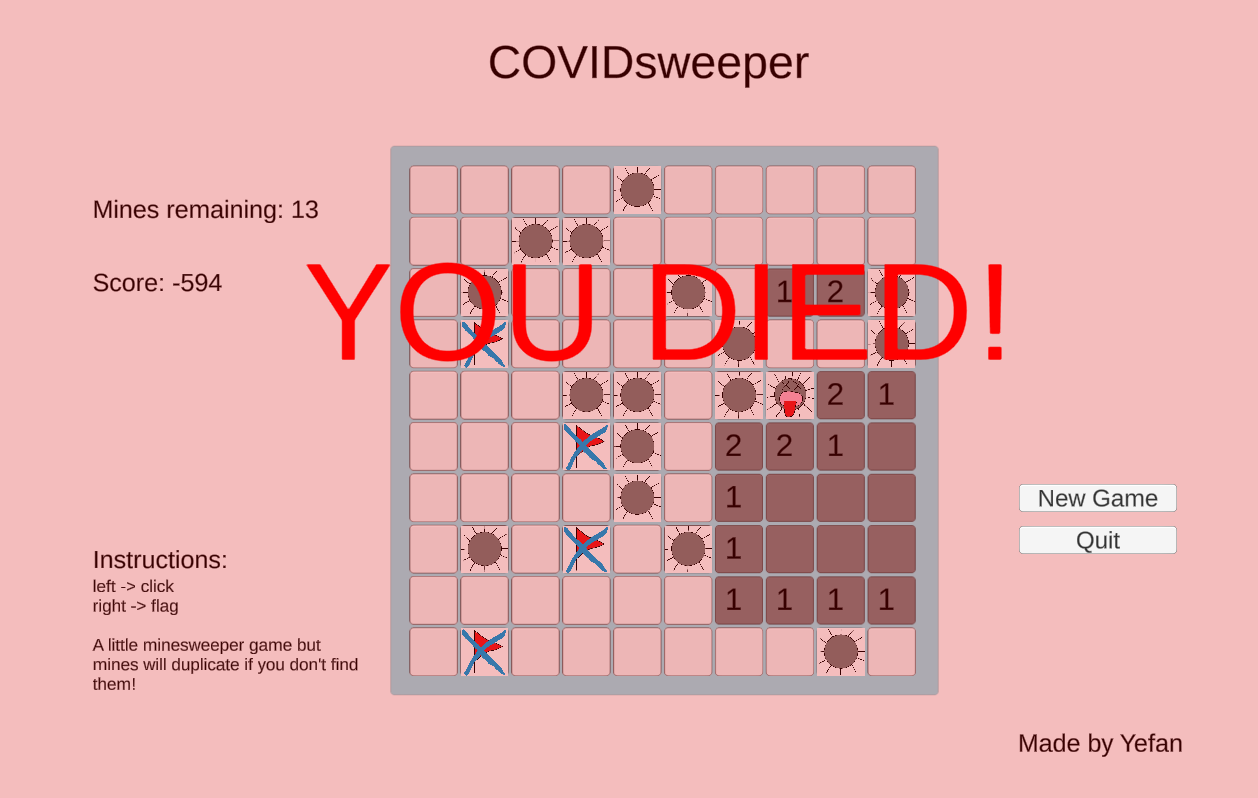 COVIDsweeper
Mines remaining: 13
Score: -594
YOU DIED!
1 2
2 1
2 2 1
1
1
1 1 1 1
New Game
Quit
Instructions:
left -> click
right -> flag
A little minesweeper game but
mines will duplicate if you don't find
them!
Made by Yefan